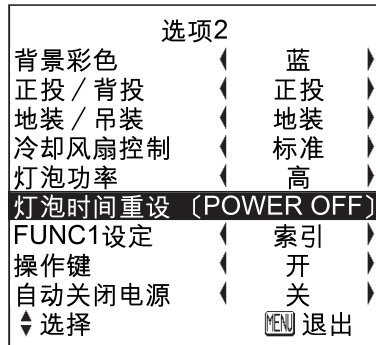 选项2
背景彩色 蓝
正投／背投 正投
地装／吊装 地装
冷却风扇控制 标准
灯泡功率 高
灯泡时间重设 〔POWER OFF〕
FUNC1设定 索引
操作键 开
自动关闭电源 关
选择 MENU 退出